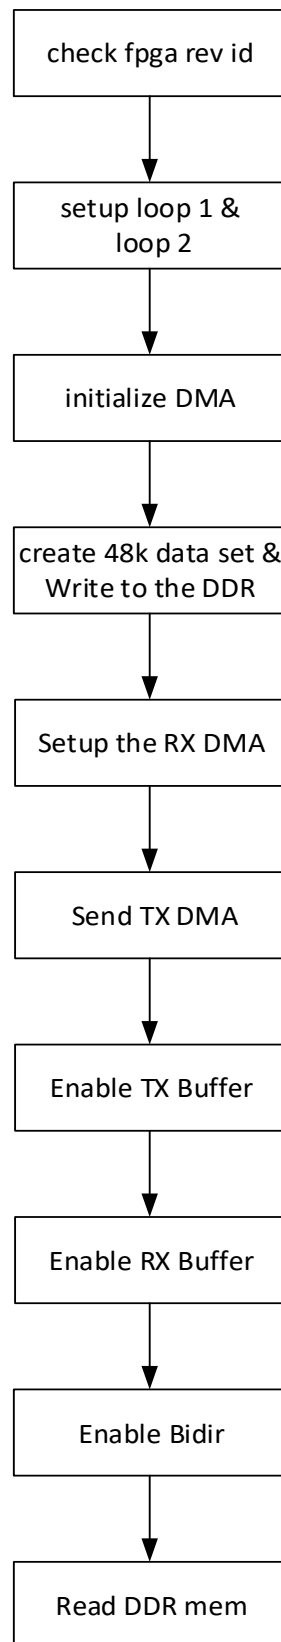 check fpga rev id
setup loop 1 &
loop 2
initialize DMA
create 48k data set &
Write to the DDR
Setup the RX DMA
Send TX DMA
Enable TX Buffer
Enable RX Buffer
Enable Bidir
Read DDR mem